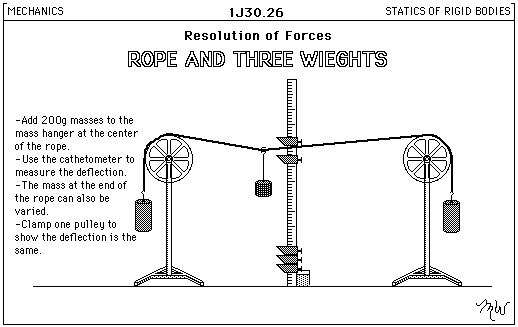 MECHANICS
1J30.26
STATICS OF RIGID BODIES
Resolution of Forces
ROPE AND THREE WIEGHTS
-Add 200g masses to the
mass hanger at the center
of the rope.
-Use the cathetometer to
measure the deflection.
-The mass at the end of
the rope can also be
varied.
-Clamp one pulley to
show the deflection is the
same.